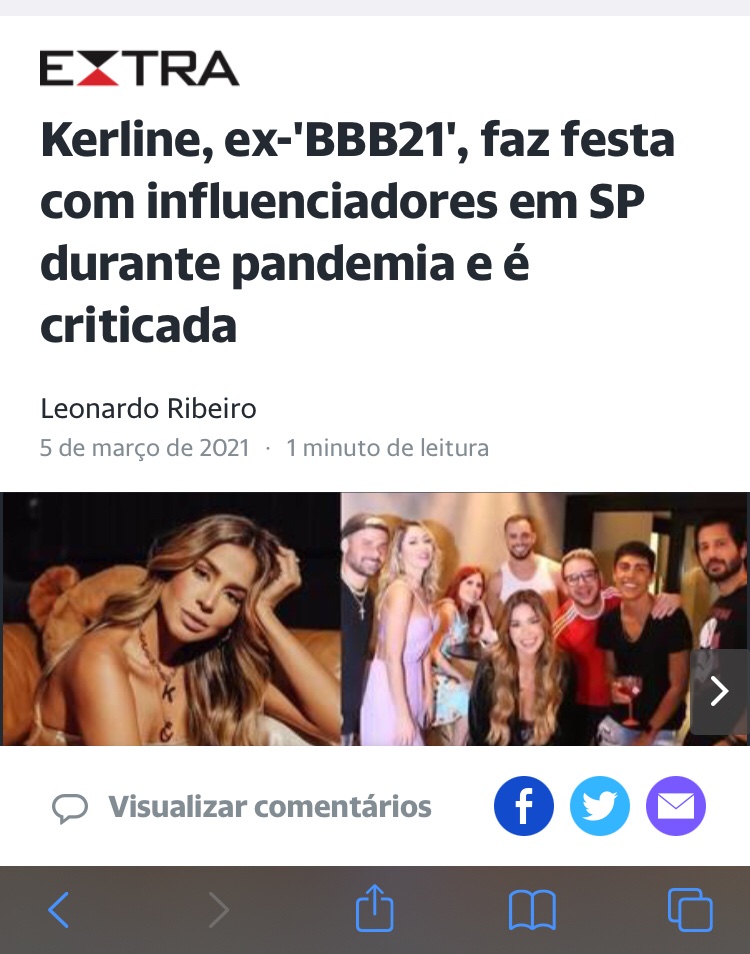 EXTRA
Kerline, ex-'BBB21', faz festa
com influenciadores em SP
durante pandemia e é
criticada
Leonardo Ribeiro
5 de março de 2021 · 1 minuto de leitura
Visualizar comentários